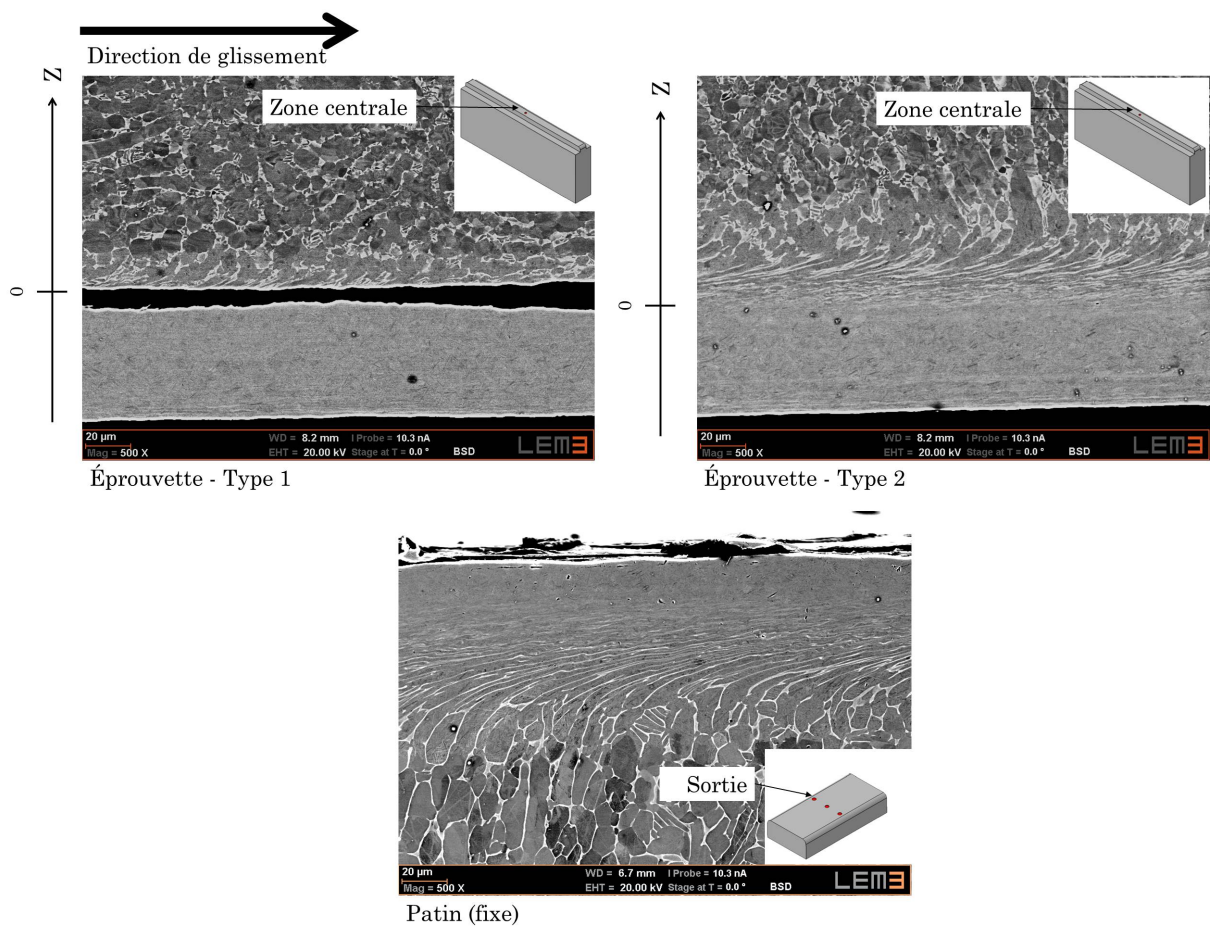 Direction de glissement
Z
Zone centrale
0
20 µm
Mag = 500 X
WD = 8.2 mm I Probe = 10.3 nA
EHT = 20.00 kV Stage at T = 0.0 ° BSD
LEM3
Éprouvette - Type 1
Z
Zone centrale
0
20 µm
Mag = 500 X
WD = 8.2 mm I Probe = 10.3 nA
EHT = 20.00 kV Stage at T = 0.0 ° BSD
LEM3
Éprouvette - Type 2
Sortie
20 µm
Mag = 500 X
WD = 6.7 mm I Probe = 10.3 nA
EHT = 20.00 kV Stage at T = 0.0 ° BSD
LEM3
Patin (fixe)